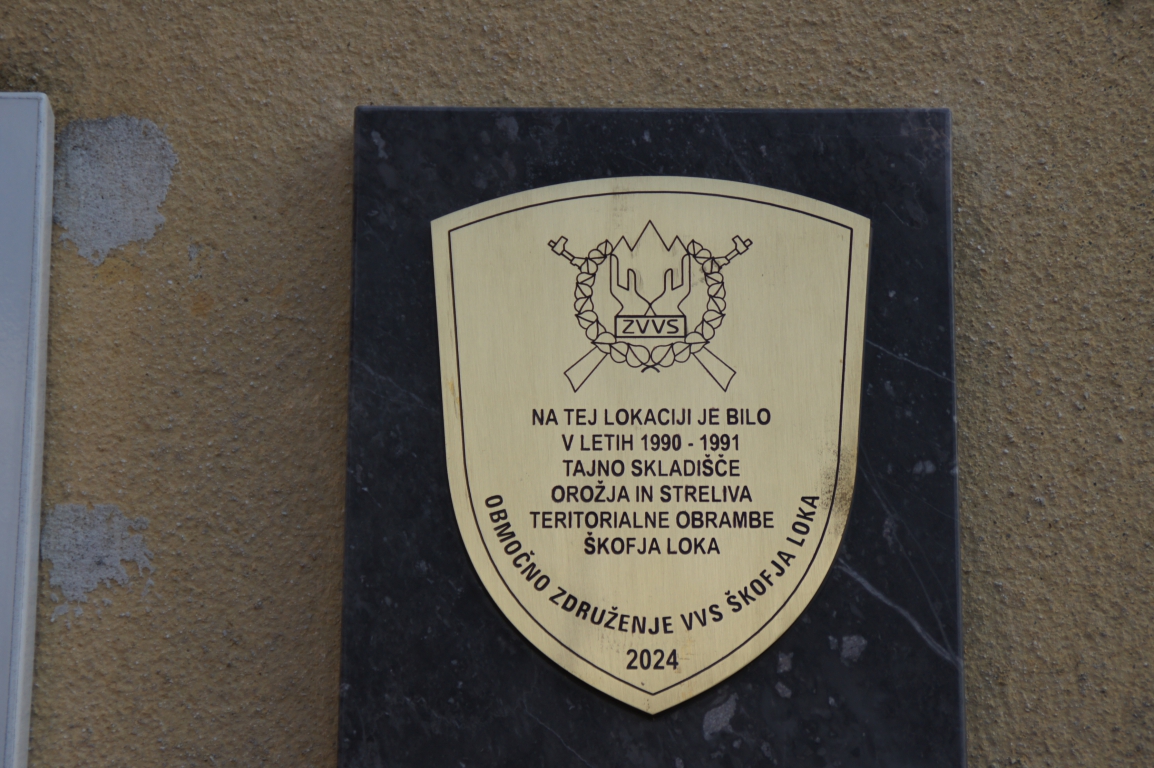 ZVVS
NA TEJ LOKACIJI JE BILO
V LETIH 1990 - 1991
TAJNO SKLADIŠČE
OROŽJA IN STRELIVA
TERITORIALNE OBRAMBE
ŠKOFJA LOKA
OBMOČNO ZDRUŽENJE VVS ŠKOFJA LOKA
2024